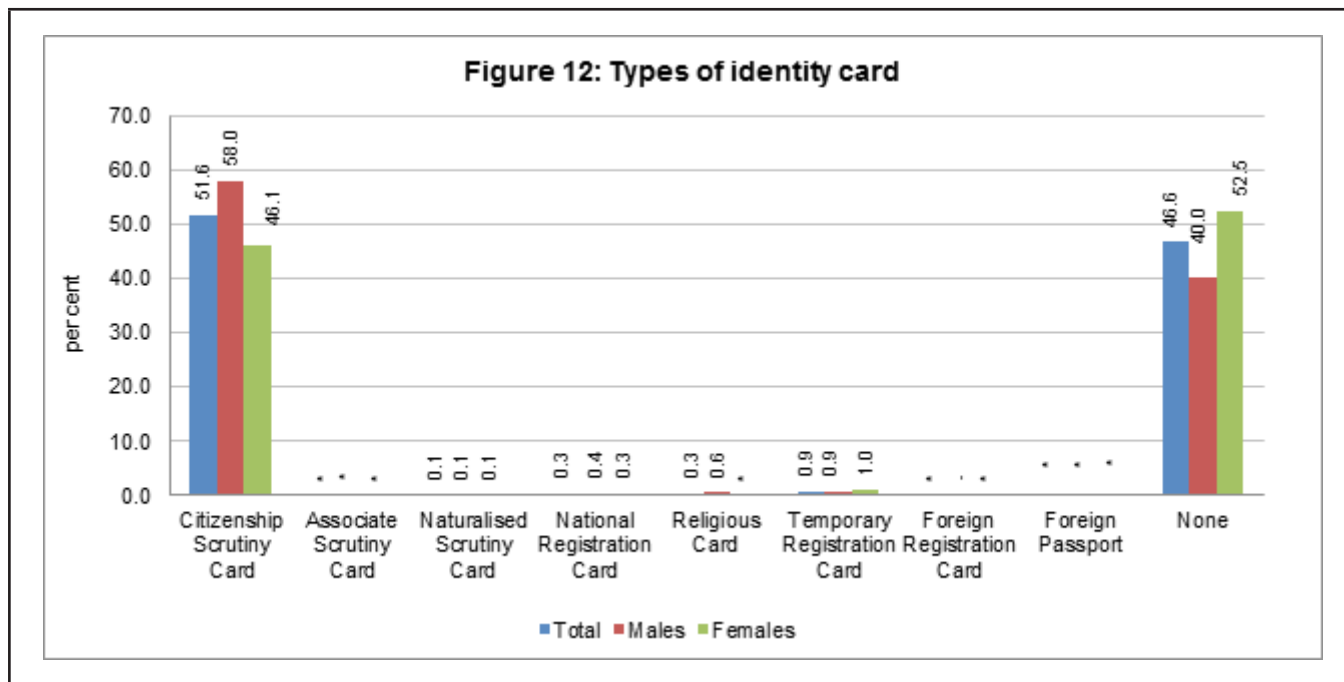 Figure 12: Types of identity card
70.0
60.0
50.0
40.0
30.0
20.0
10.0
0.0
per cent
51.6
58.0
46.1
*
*
*
0.1
0.1
0.1
0.3
0.4
0.3
0.3
0.6
*
0.9
0.9
1.0
*
*
*
*
*
46.6
40.0
52.5
Citizenship
Scrutiny
Card
Associate
Scrutiny
Card
Naturalised
Scrutiny
Card
National
Registration
Card
Religious
Card
Temporary
Registration
Card
Foreign
Registration
Card
Foreign
Passport
None
Total
Males
Females